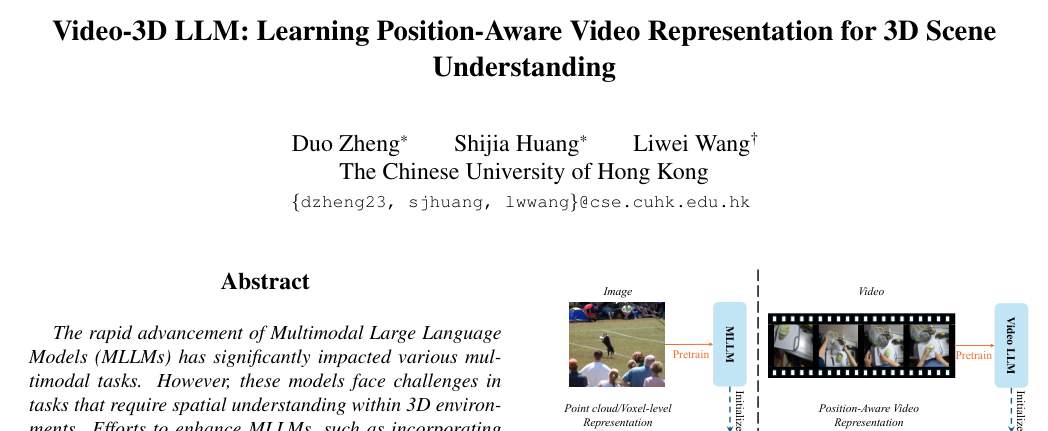 Video-3D LLM: Learning Position-Aware Video Representation for 3D Scene
Understanding
Duo Zheng* Shijia Huang* Liwei Wang†
The Chinese University of Hong Kong
{dzheng23, sjhuang, lwwang}@cse.cuhk.edu.hk
Abstract
The rapid advancement of Multimodal Large Language
Models (MLLMs) has significantly impacted various mul-
timodal tasks. However, these models face challenges in
tasks that require spatial understanding within 3D environ-
ments. Efforts to enhance MLLMs, such as incorporating
Image
MLLM
Pretrain
Initialize
Point cloud/Voxel-level
Representation
Video
Video LLM
Pretrain
Initialize
Position-Aware Video
Representation